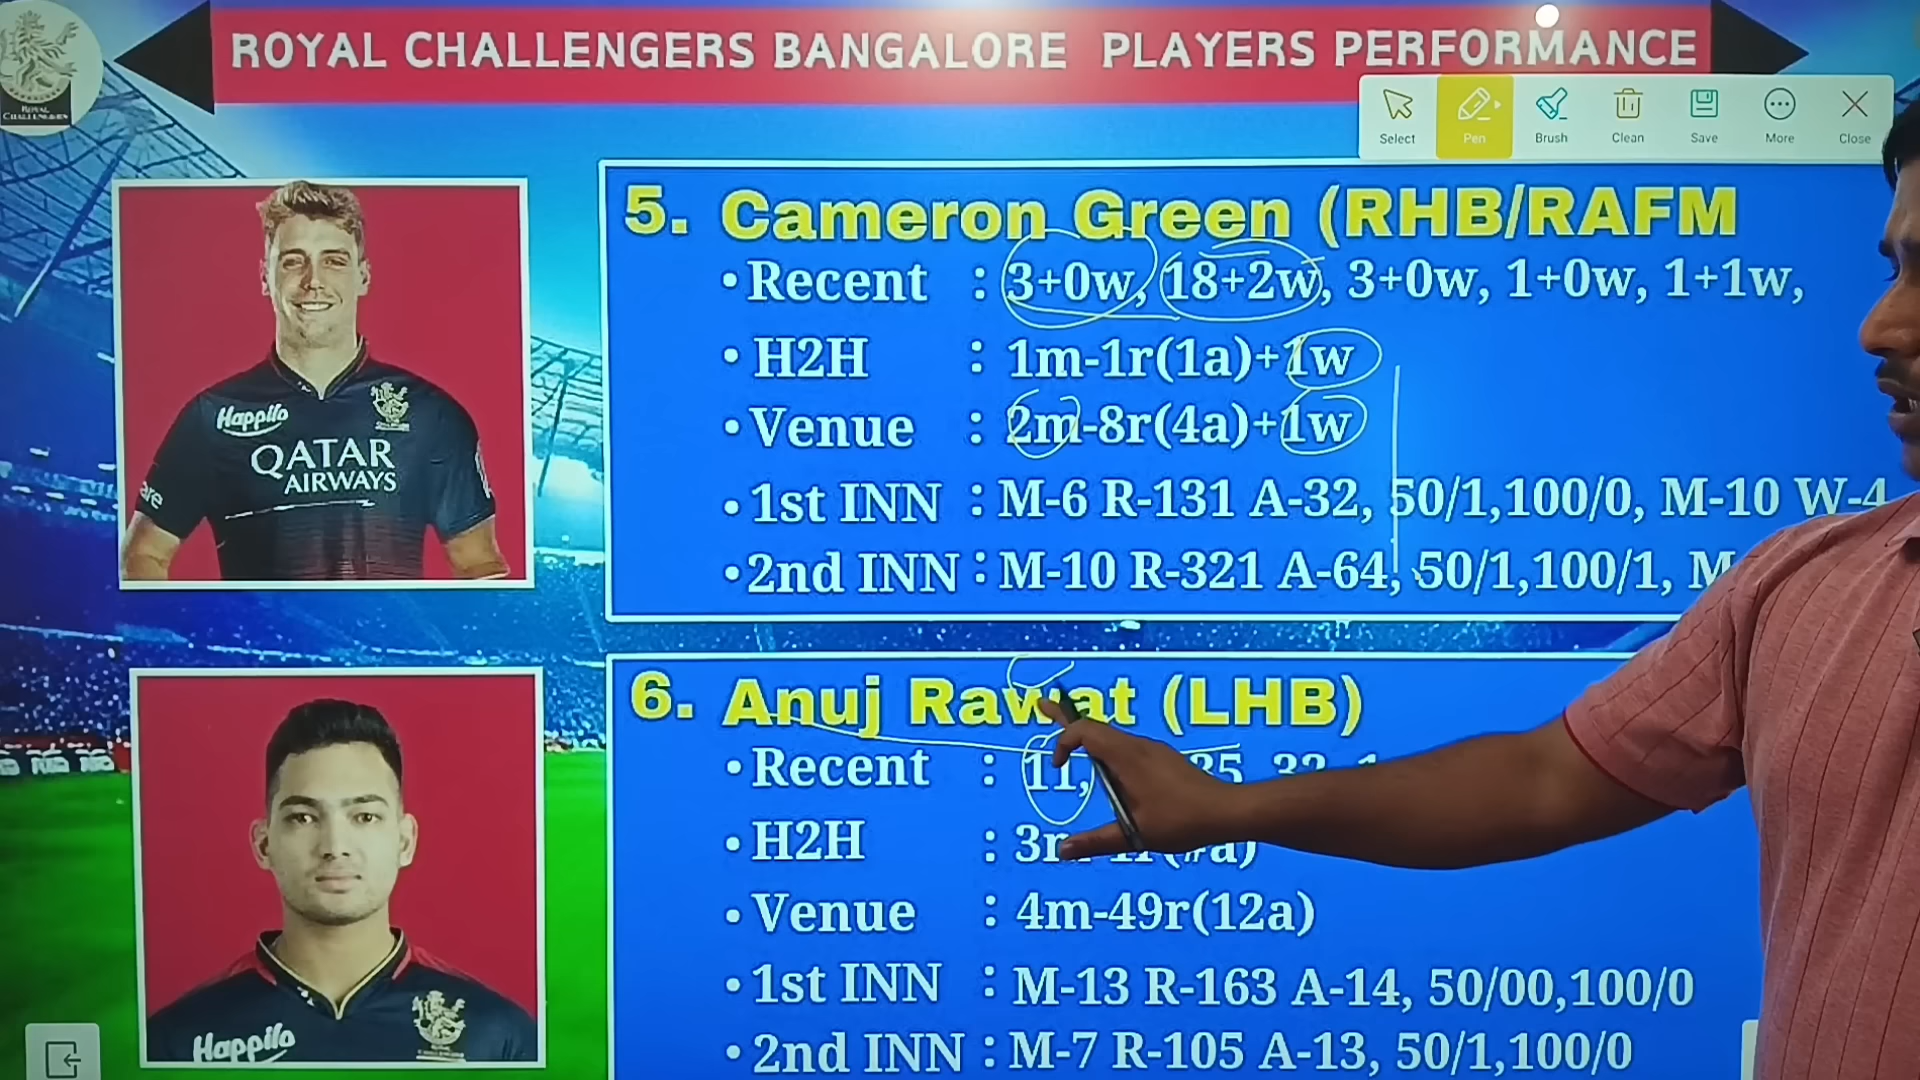 ROYAL CHALLENGERS BANGALORE PLAYERS PERFORMANCE
ROYAL
CHALLENGERS
Select Pen Brush Clean Save More Close
5. Cameron Green (RHB/RAFM
• Recent : 3+0w, 18+2w, 3+0w, 1+0w, 1+1w,
• H2H : 1m-1r(1a)+1w
• Venue : 2m-8r(4a)+1w
• 1st INN : M-6 R-131 A-32, 50/1,100/0, M-10 W-4
• 2nd INN : M-10 R-321 A-64, 50/1,100/1, M
Happilo
QATAR
AIRWAYS
are
6. Anuj Rawat (LHB)
• Recent : 11,
• H2H :
• Venue : 4m-49r(12a)
• 1st INN : M-13 R-163 A-14, 50/00,100/0
• 2nd INN : M-7 R-105 A-13, 50/1,100/0
Happilo